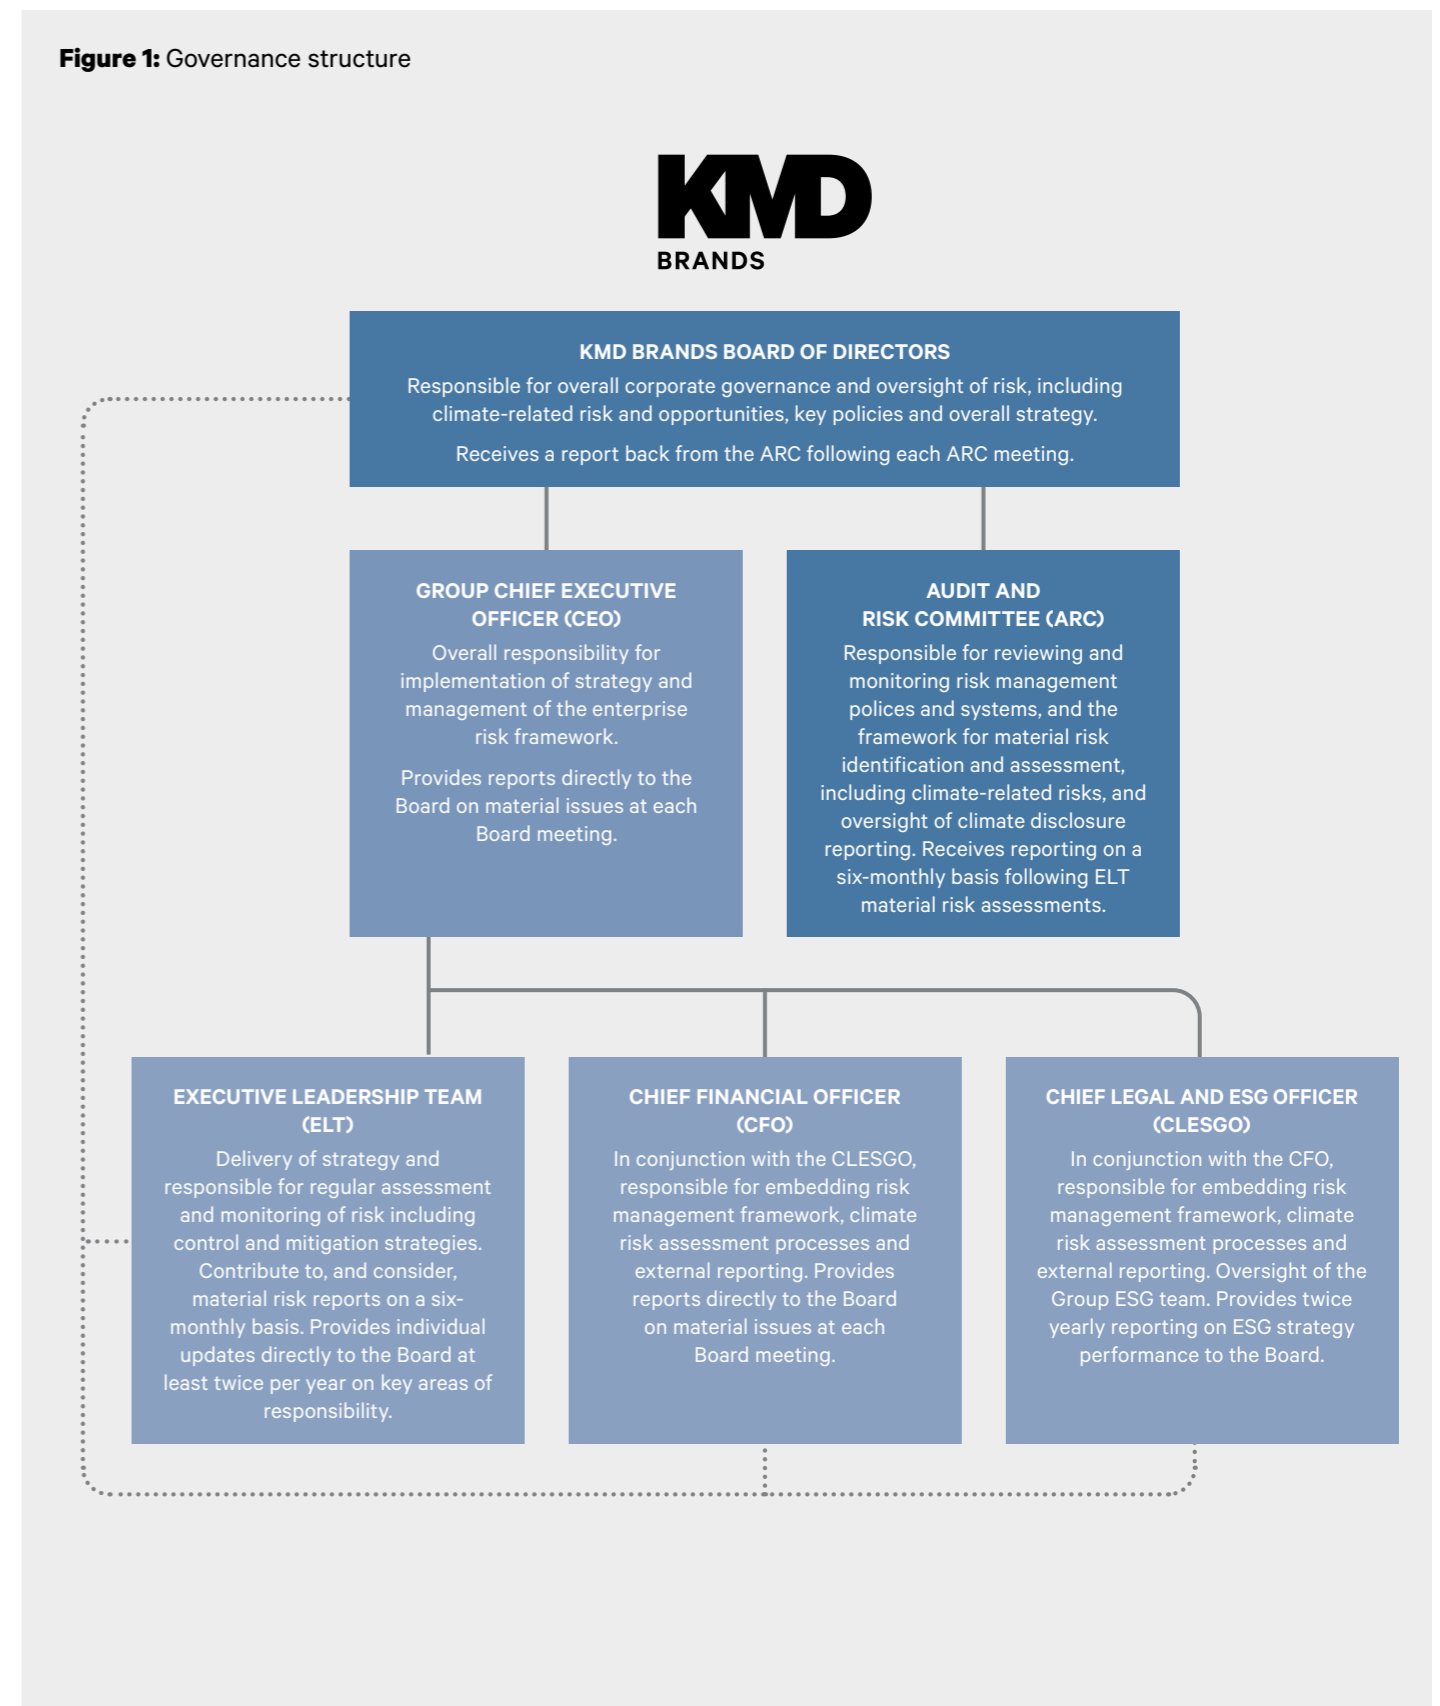 Figure 1: Governance structure
KMD
BRANDS
KMD BRANDS BOARD OF DIRECTORS
Responsible for overall corporate governance and oversight of risk, including
climate-related risk and opportunities, key policies and overall strategy.
Receives a report back from the ARC following each ARC meeting.
GROUP CHIEF EXECUTIVE
OFFICER (CEO)
Overall responsibility for
implementation of strategy and
management of the enterprise
risk framework.
Provides reports directly to the
Board on material issues at each
Board meeting.
AUDIT AND
RISK COMMITTEE (ARC)
Responsible for reviewing and
monitoring risk management
polices and systems, and the
framework for material risk
identification and assessment,
including climate-related risks, and
oversight of climate disclosure
reporting. Receives reporting on a
six-monthly basis following ELT
material risk assessments.
EXECUTIVE LEADERSHIP TEAM
(ELT)
Delivery of strategy and
responsible for regular assessment
and monitoring of risk including
control and mitigation strategies.
Contribute to, and consider,
material risk reports on a six-
monthly basis. Provides individual
updates directly to the Board at
least twice per year on key areas of
responsibility.
CHIEF FINANCIAL OFFICER
(CFO)
In conjunction with the CLESGO,
responsible for embedding risk
management framework, climate
risk assessment processes and
external reporting. Provides
reports directly to the Board
on material issues at each
Board meeting.
CHIEF LEGAL AND ESG OFFICER
(CLESGO)
In conjunction with the CFO,
responsible for embedding risk
management framework, climate
risk assessment processes and
external reporting. Oversight of the
Group ESG team. Provides twice
yearly reporting on ESG strategy
performance to the Board.